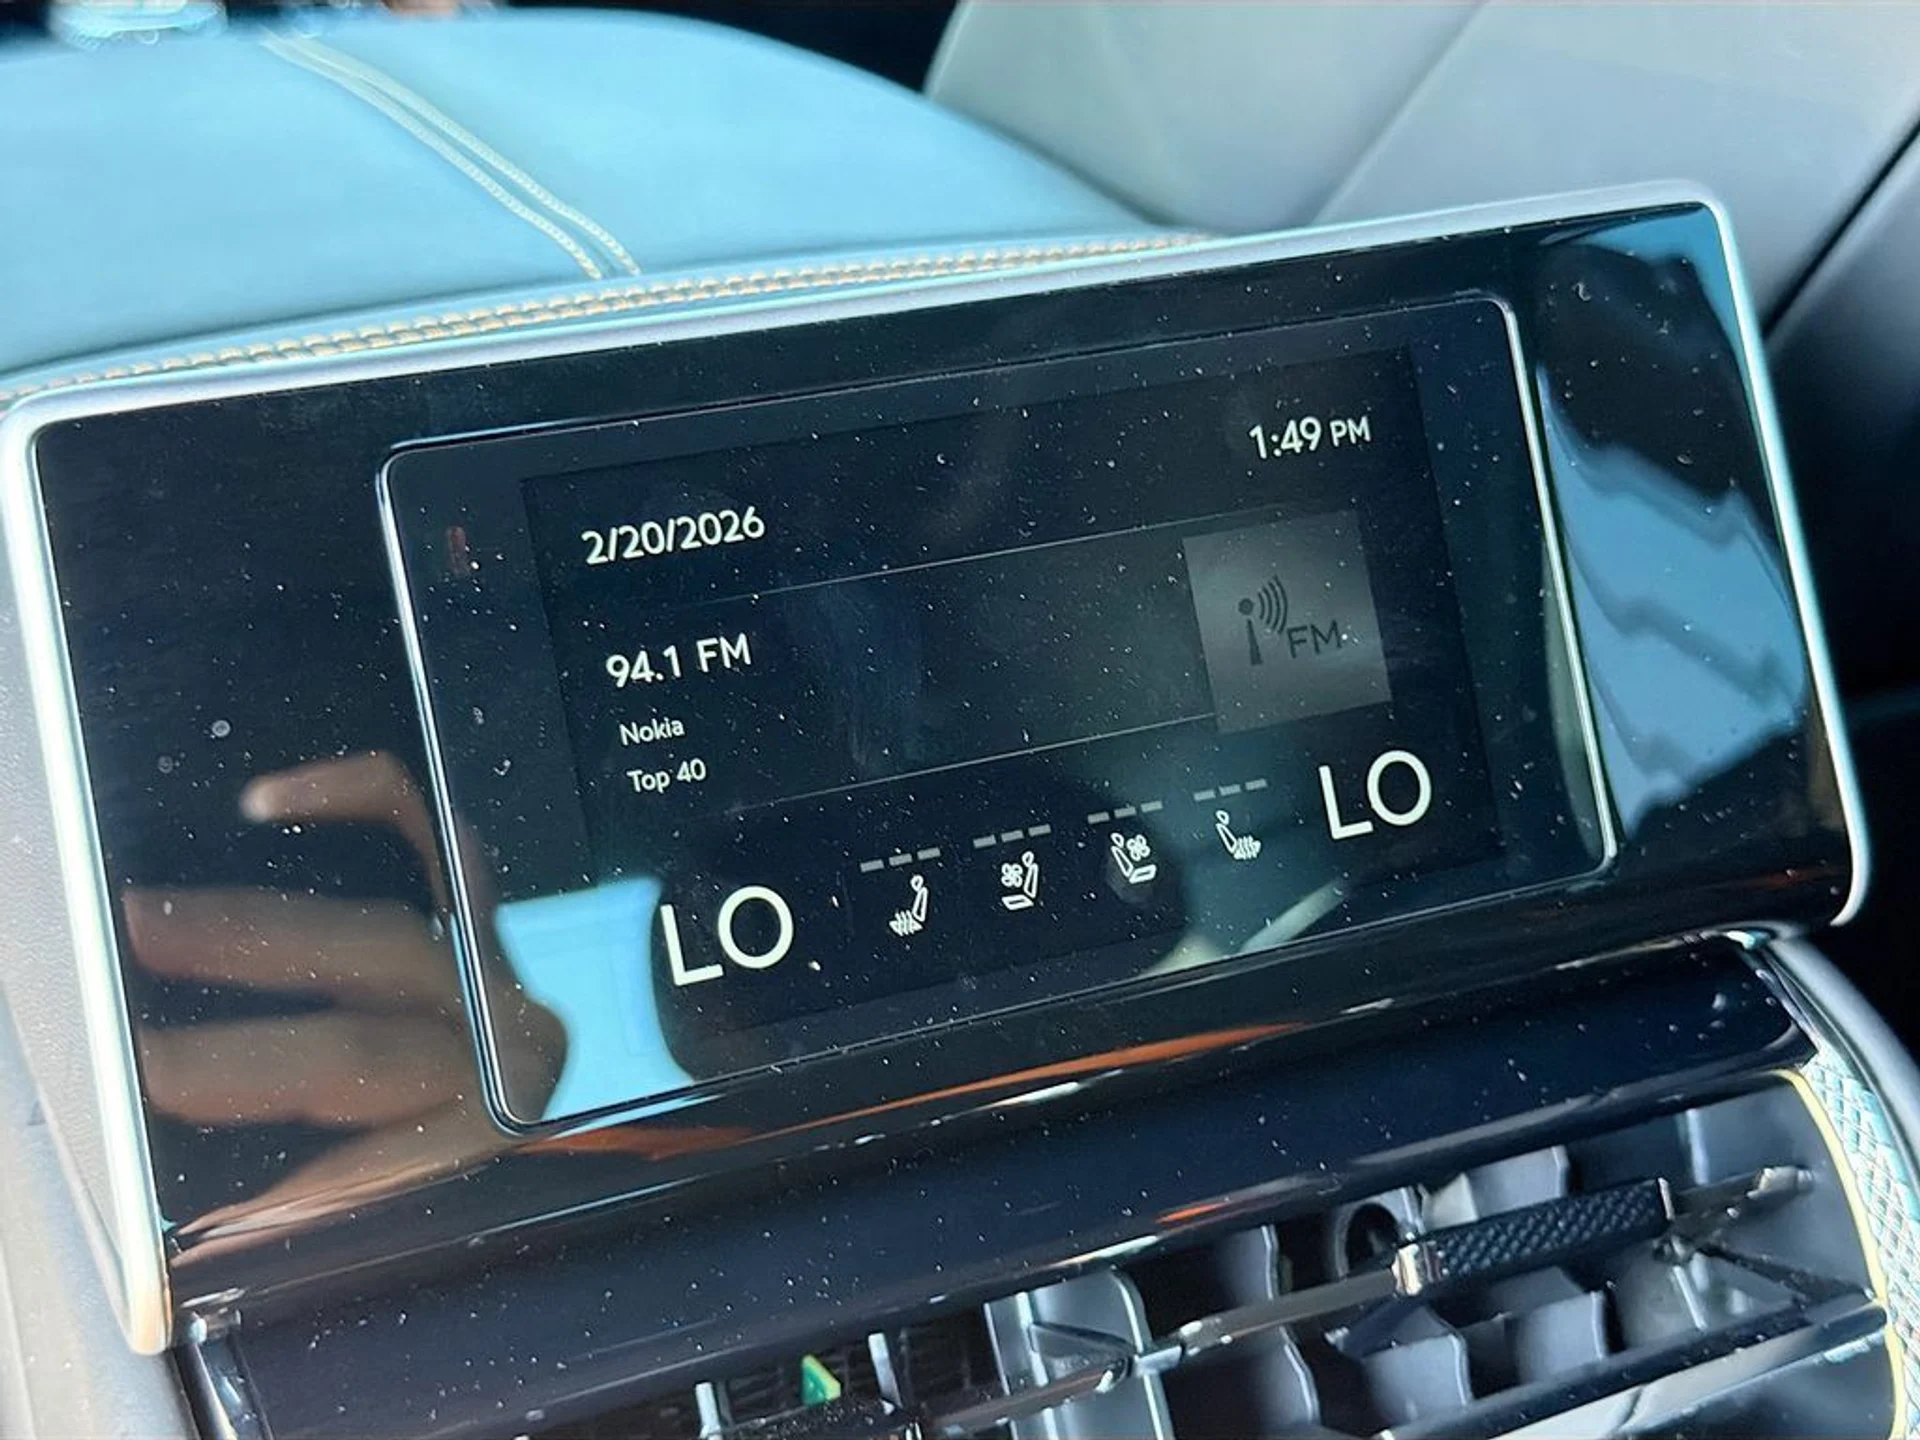 1:49 PM
2/20/2026
94.1 FM
FM
Nokia
Top 40
LO
LO